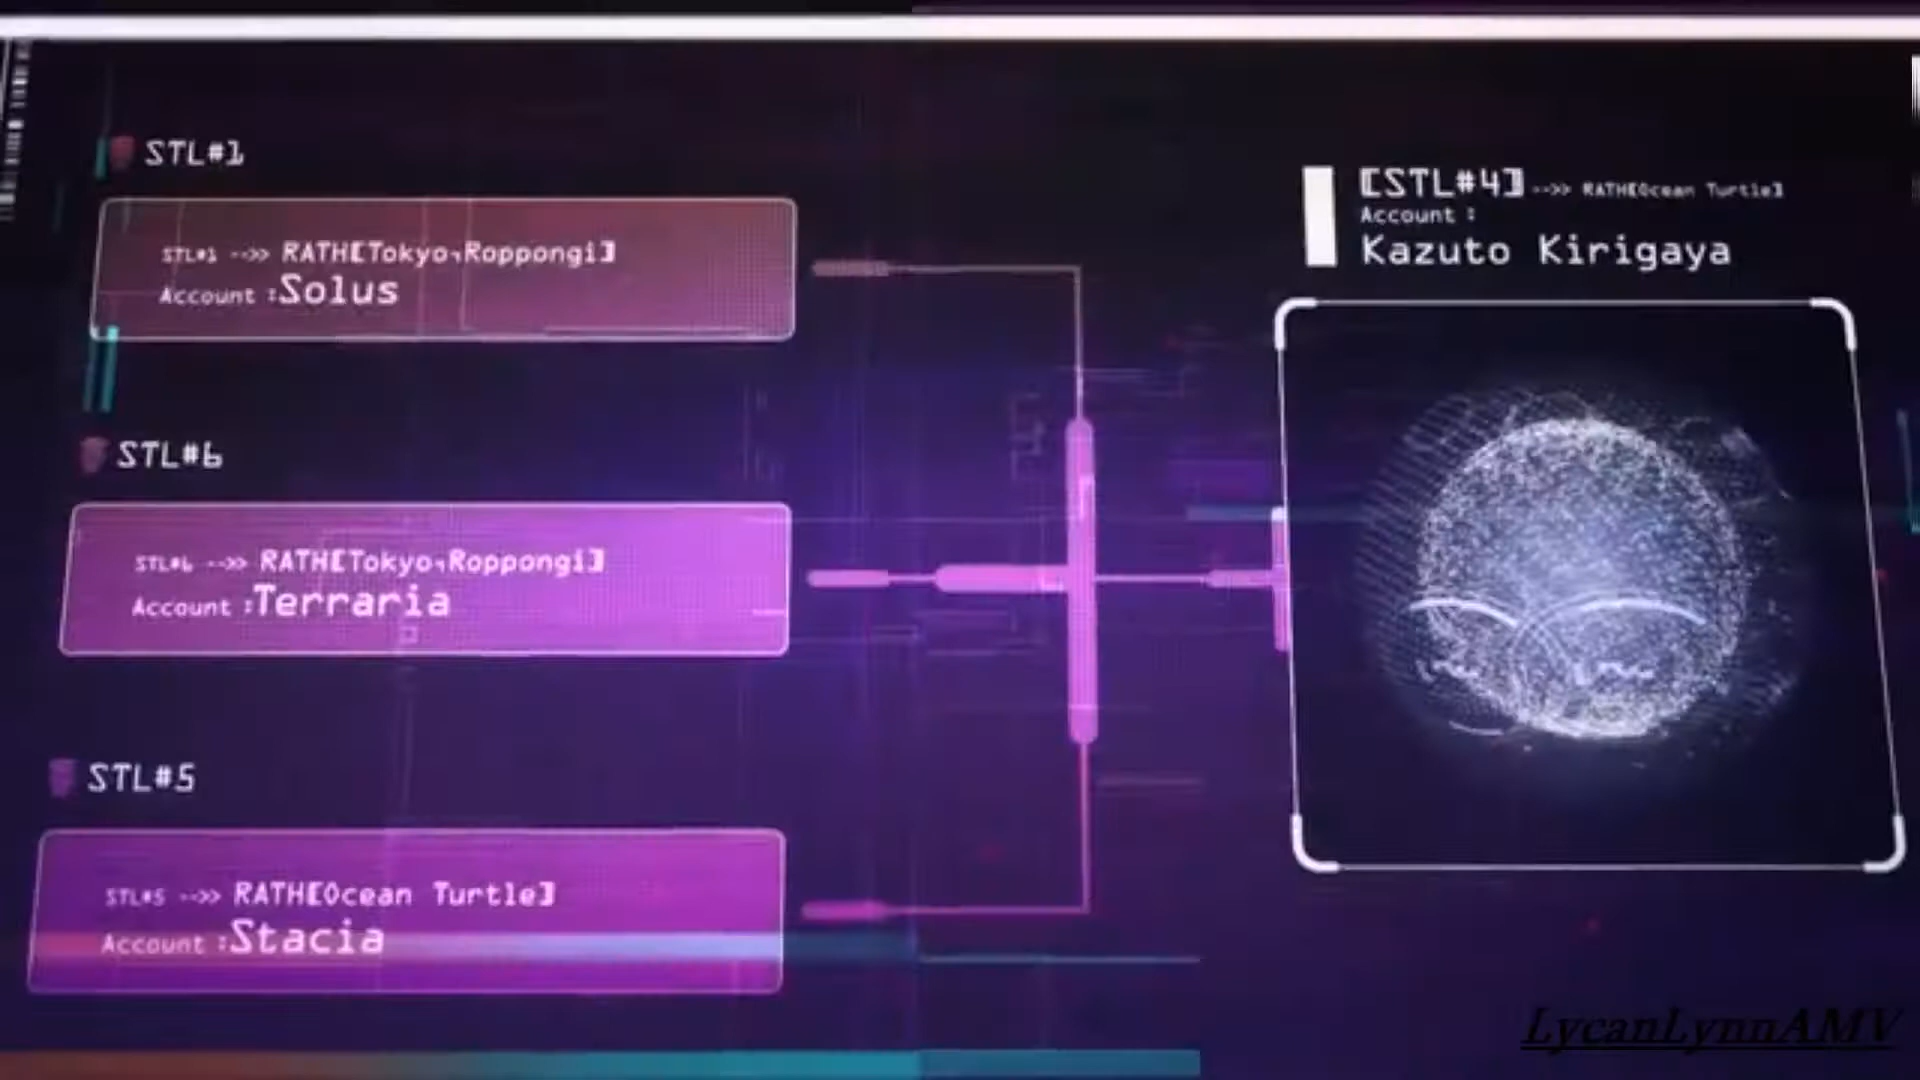 STL#1
STL#1 -->> RATH[Tokyo,Roppongi]
Account :Solus
STL#6
STL#6 -->> RATH[Tokyo,Roppongi]
Account :Terraria
STL#5
STL#5 -->> RATH[Ocean Turtle]
Account :Stacia
[STL#4] -->> RATH[Ocean Turtle]
Account :
Kazuto Kirigaya
LycanLynnAMV